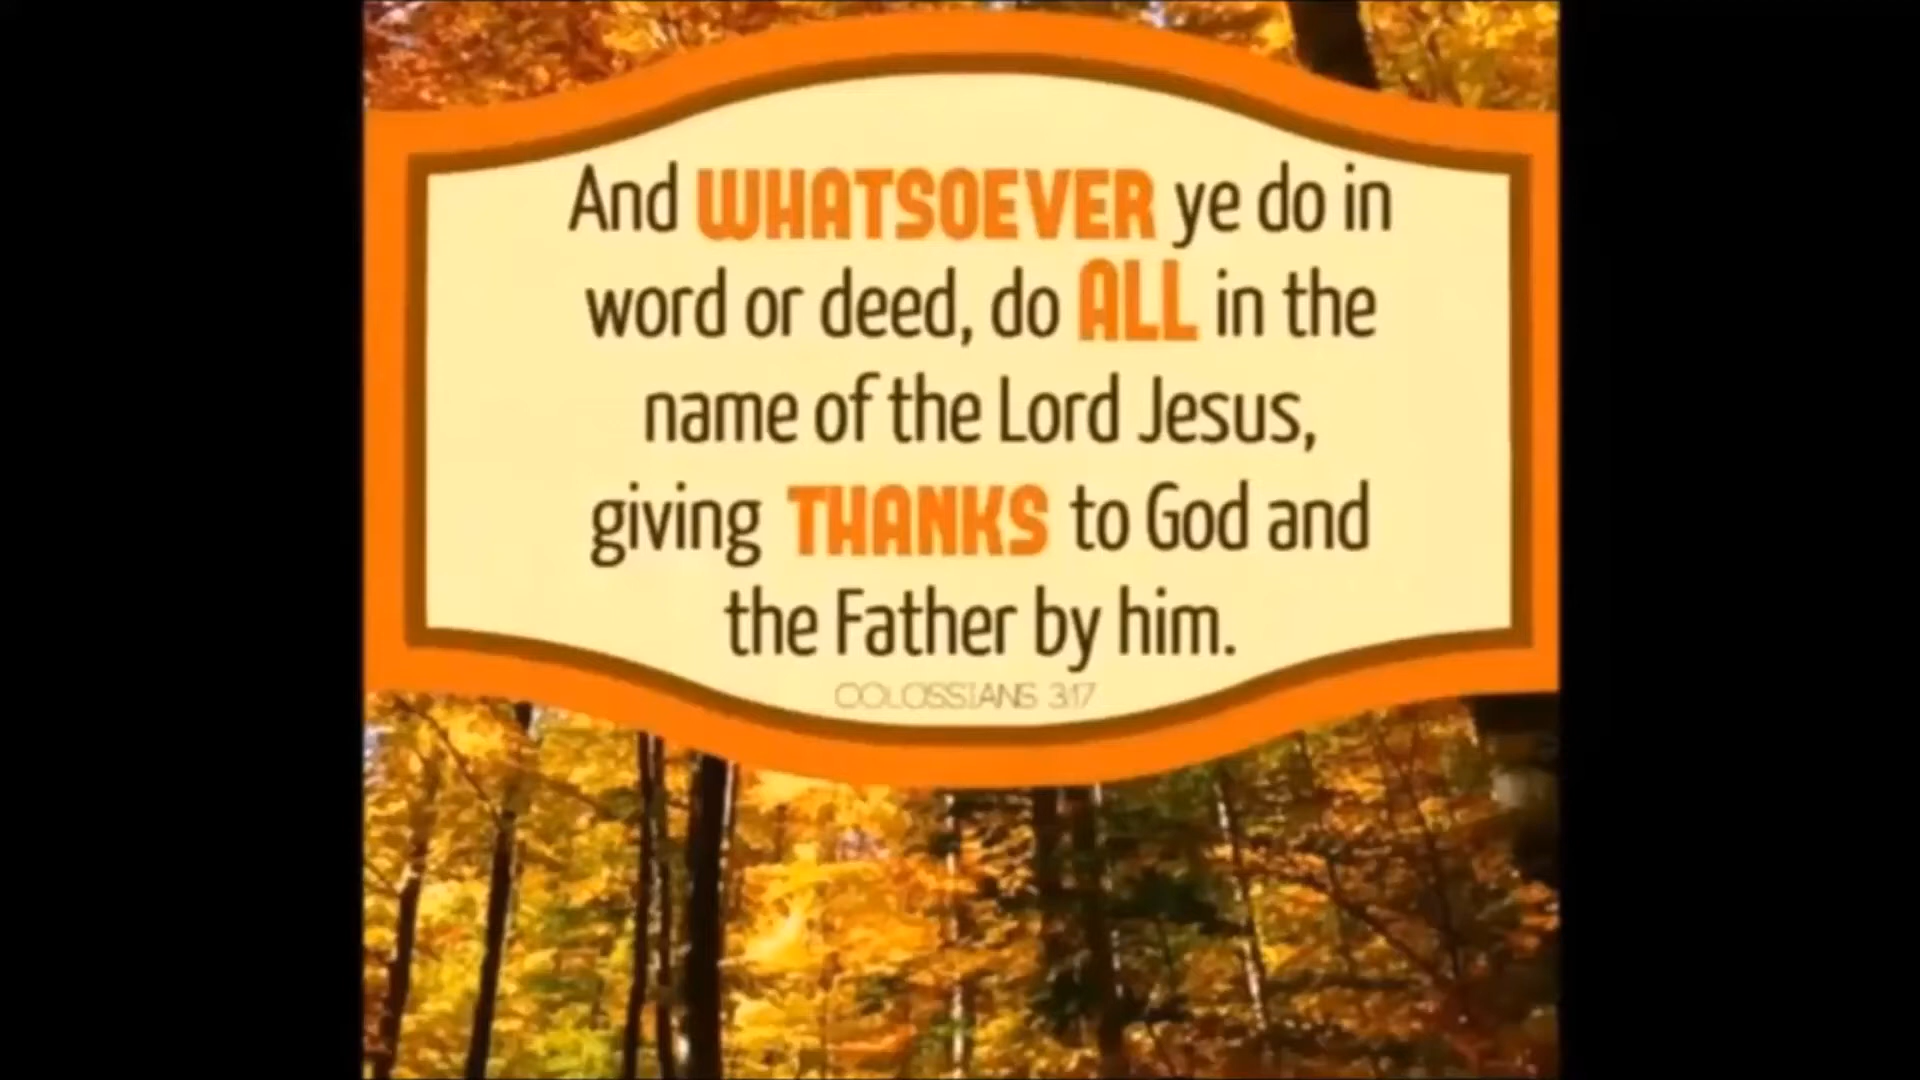 And WHATSOEVER ye do in
word or deed, do ALL in the
name of the Lord Jesus,
giving THANKS to God and
the Father by him.
COLOSSIANS 3:17